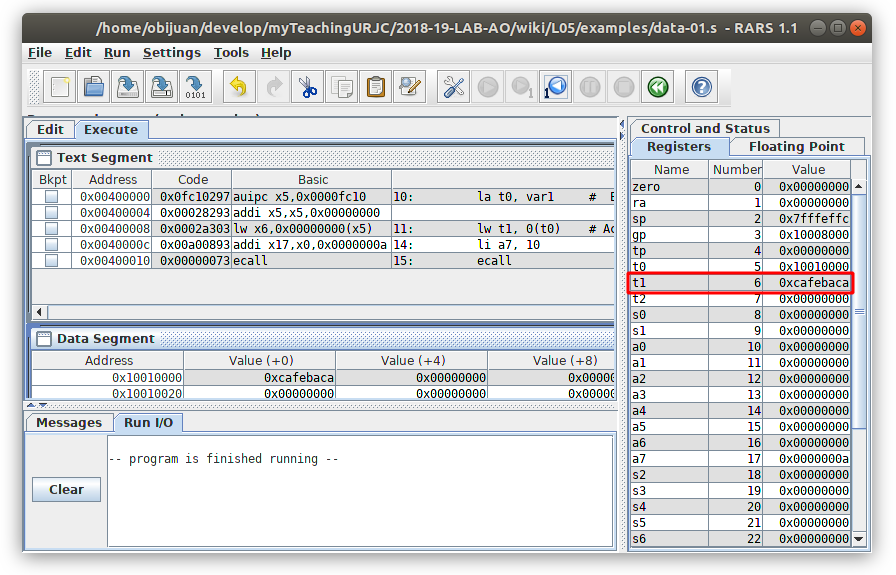 /home/obijuan/develop/myTeachingURJC/2018-19-LAB-AO/wiki/L05/examples/data-01.s - RARS 1.1
File Edit Run Settings Tools Help
0101
1
1
Edit Execute
Text Segment
Bkpt Address Code Basic
0x00400000 0x0fc10297 auipc x5,0x0000fc10 10: la t0, var1 #
0x00400004 0x00028293 addi x5,x5,0x00000000
0x00400008 0x0002a303 lw x6,0x00000000(x5) 11: lw t1, 0(t0) # Ac
0x0040000c 0x00a00893 addi x17,x0,0x0000000a 14: li a7, 10
0x00400010 0x00000073 ecall 15: ecall
Data Segment
Address Value (+0) Value (+4) Value (+8)
0x10010000 0xcafebaca 0x00000000 0x0000
0x10010020 0x00000000 0x00000000 0x0000
Messages Run I/O
-- program is finished running --
Clear
Control and Status
Registers Floating Point
Name Number Value
zero 0 0x00000000
ra 1 0x00000000
sp 2 0x7fffeffc
gp 3 0x10008000
tp 4 0x00000000
t0 5 0x10010000
t1 6 0xcafebaca
t2 7 0x00000000
s0 8 0x00000000
s1 9 0x00000000
a0 10 0x00000000
a1 11 0x00000000
a2 12 0x00000000
a3 13 0x00000000
a4 14 0x00000000
a5 15 0x00000000
a6 16 0x00000000
a7 17 0x0000000a
s2 18 0x00000000
s3 19 0x00000000
s4 20 0x00000000
s5 21 0x00000000
s6 22 0x00000000